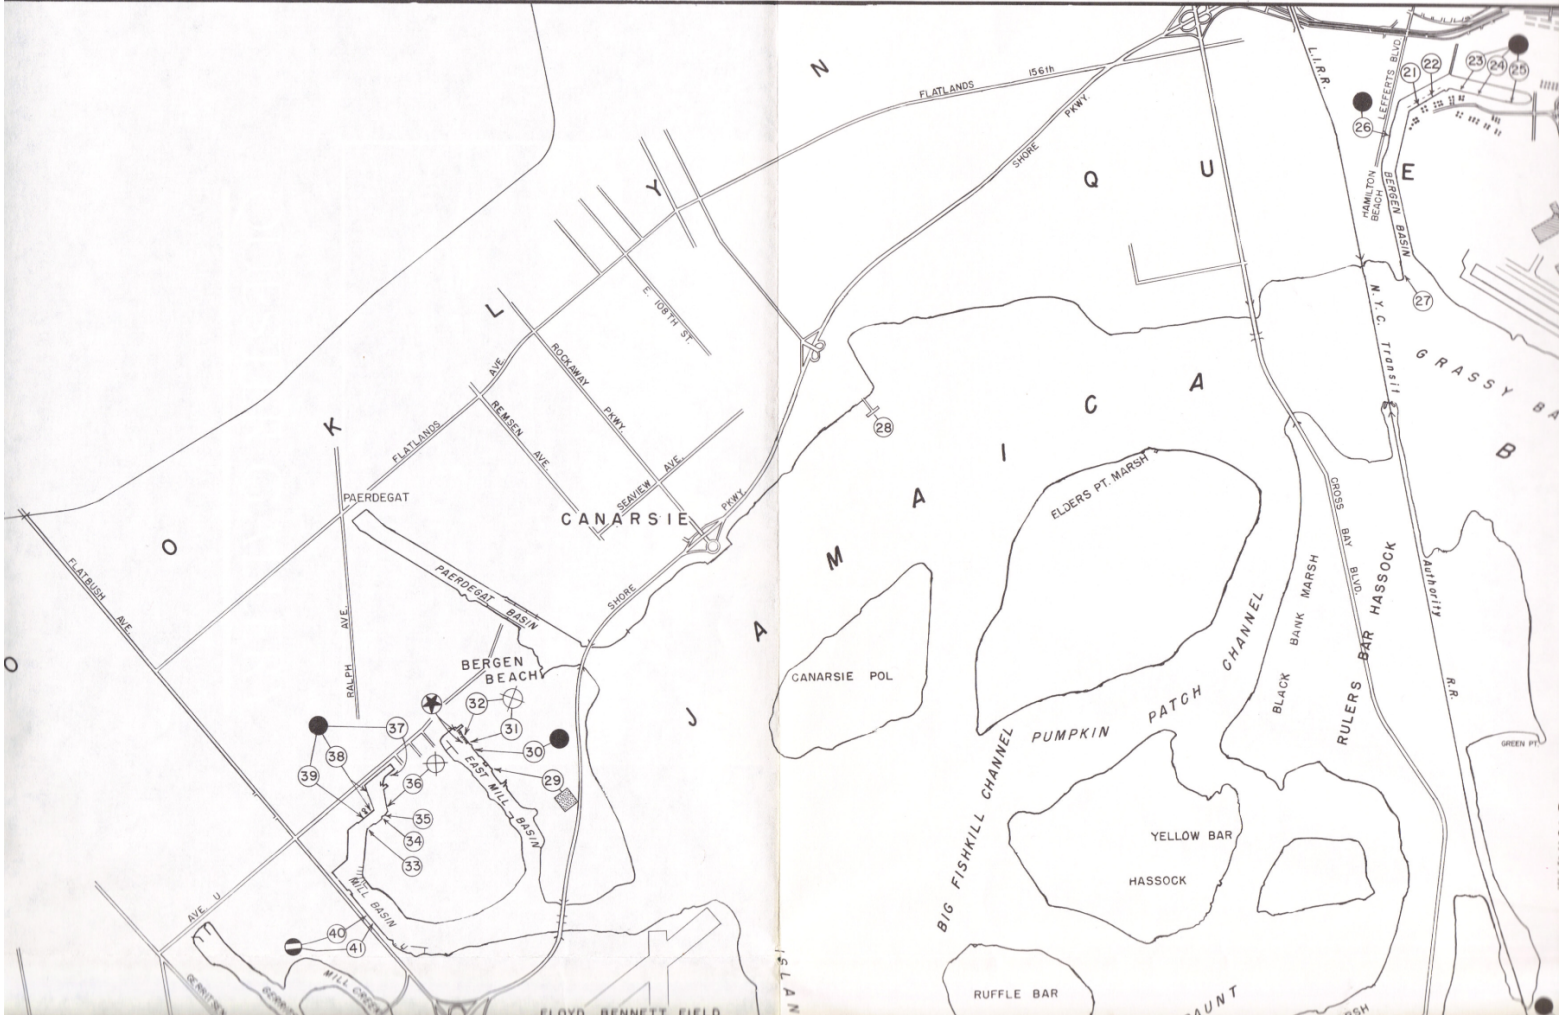 N
FLATLANDS
156th
SHORE
PKWY.
L.I.R.R.
LEFFERTS BLVD.
21
22
23
24
25
26
HAMILTON
BEACH
BERGEN BASIN
27
Q
U
E
Y
L
K
O
O
E. 108TH ST.
ROCKAWAY
PKWY.
AVE.
REMSEN
AVE.
FLATLANDS
PAERDEGAT
SEAVIEW
AVE.
CANARSIE
PKWY.
SHORE
28
N.Y.C. Transit
Authority
R.R.
GRASSY BA
B
J
A
M
A
I
C
A
ELDERS PT. MARSH
CROSS BAY BLVD.
FLATBUSH
AVE.
RALPH
AVE.
PAERDEGAT BASIN
BERGEN
BEACH
CANARSIE POL
BIG FISHKILL CHANNEL
PUMPKIN PATCH CHANNEL
BLACK BANK MARSH
RULERS BAR HASSOCK
GREEN PT.
32
31
30
29
37
38
39
36
35
34
33
EAST MILL BASIN
MILL BASIN
40
41
AVE. U
GERRITSEN
MILL CREEK
YELLOW BAR
HASSOCK
RUFFLE BAR
FLOYD BENNETT FIELD
ISLAN
AUNT
RSH